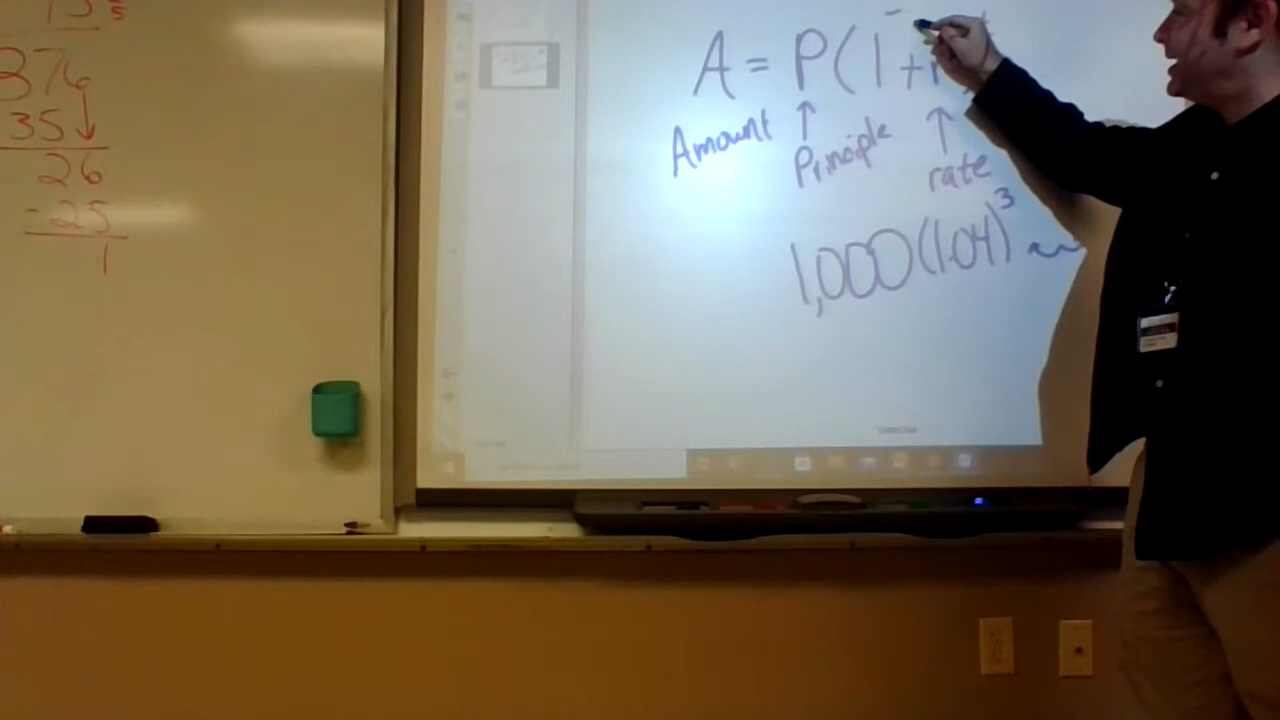 376
35
26
-25
1
A = P(1 +
Amount
Principle
rate
1,000(1.04)³